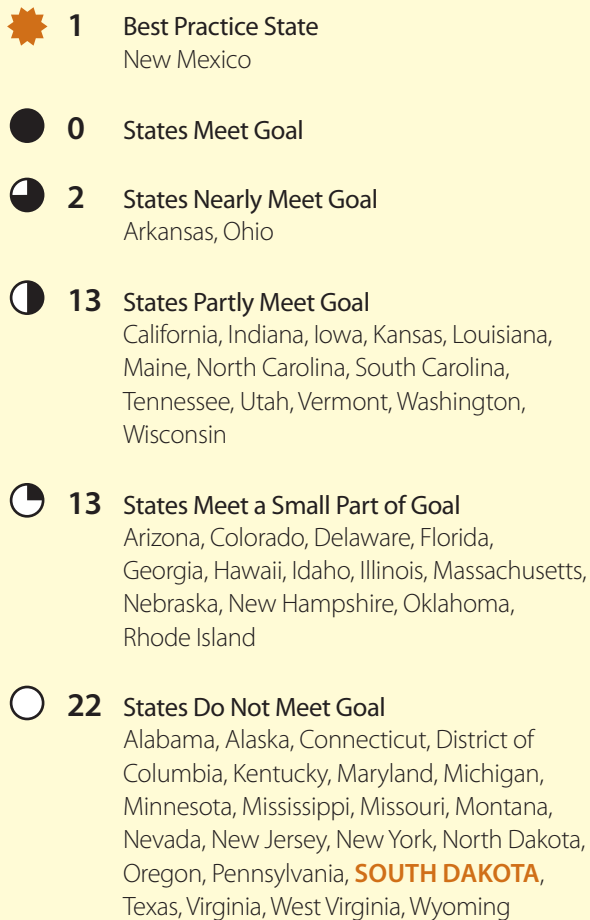 1 Best Practice State
New Mexico
0 States Meet Goal
2 States Nearly Meet Goal
Arkansas, Ohio
13 States Partly Meet Goal
California, Indiana, Iowa, Kansas, Louisiana,
Maine, North Carolina, South Carolina,
Tennessee, Utah, Vermont, Washington,
Wisconsin
13 States Meet a Small Part of Goal
Arizona, Colorado, Delaware, Florida,
Georgia, Hawaii, Idaho, Illinois, Massachusetts,
Nebraska, New Hampshire, Oklahoma,
Rhode Island
22 States Do Not Meet Goal
Alabama, Alaska, Connecticut, District of
Columbia, Kentucky, Maryland, Michigan,
Minnesota, Mississippi, Missouri, Montana,
Nevada, New Jersey, New York, North Dakota,
Oregon, Pennsylvania, SOUTH DAKOTA,
Texas, Virginia, West Virginia, Wyoming